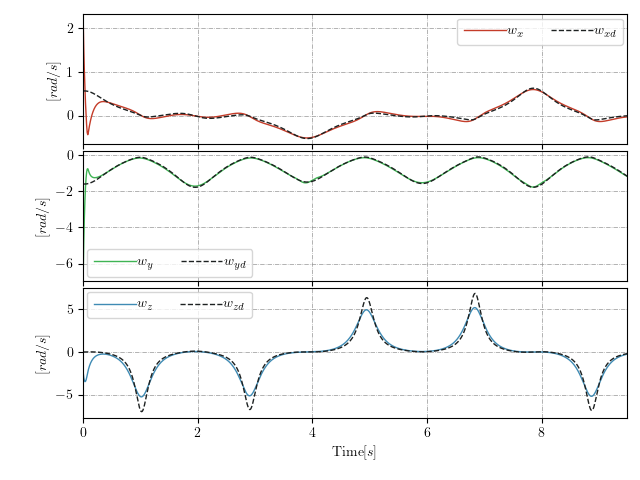 2
1
0
[rad/s]
w_x w_xd
0
−2
−4
−6
[rad/s]
w_y w_yd
5
0
−5
[rad/s]
w_z w_zd
0 2 4 6 8
Time[s]